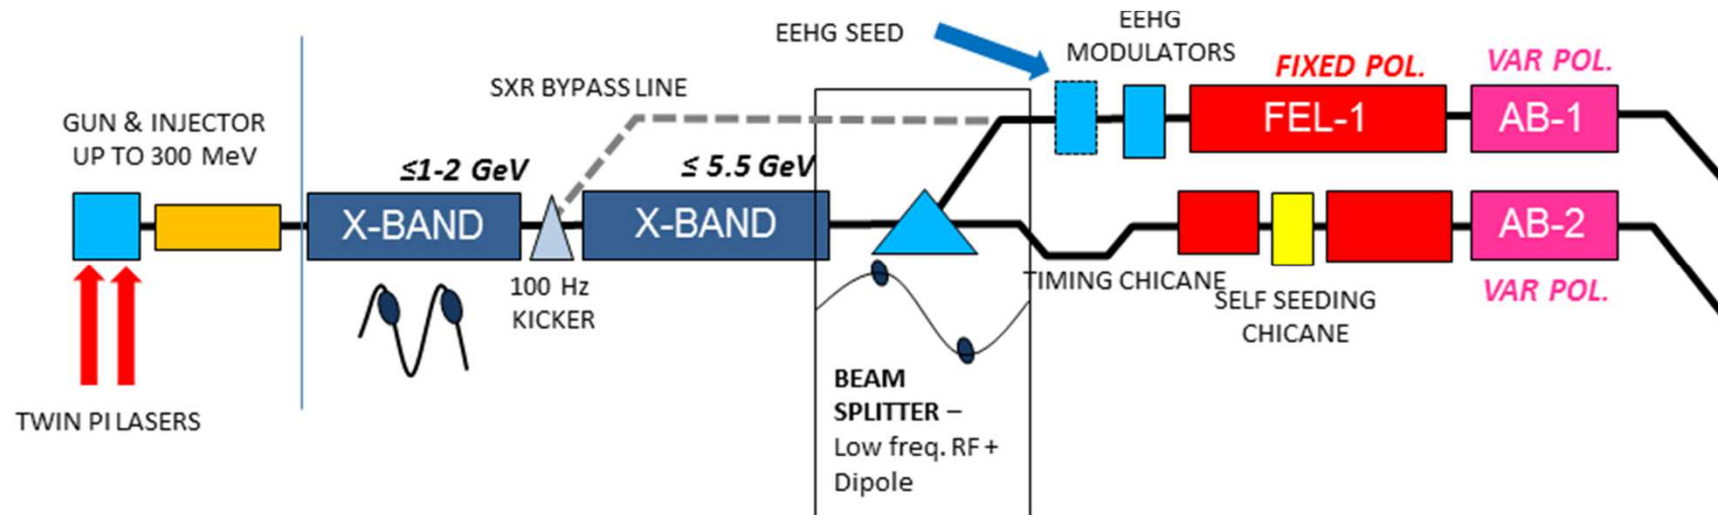 EEHG SEED
EEHG
MODULATORS
SXR BYPASS LINE
FIXED POL.
VAR POL.
GUN & INJECTOR
UP TO 300 MeV
≤1-2 GeV
≤ 5.5 GeV
FEL-1
AB-1
X-BAND
X-BAND
AB-2
100 Hz
KICKER
TIMING CHICANE
SELF SEEDING
CHICANE
VAR POL.
TWIN PI LASERS
BEAM
SPLITTER –
Low freq. RF +
Dipole